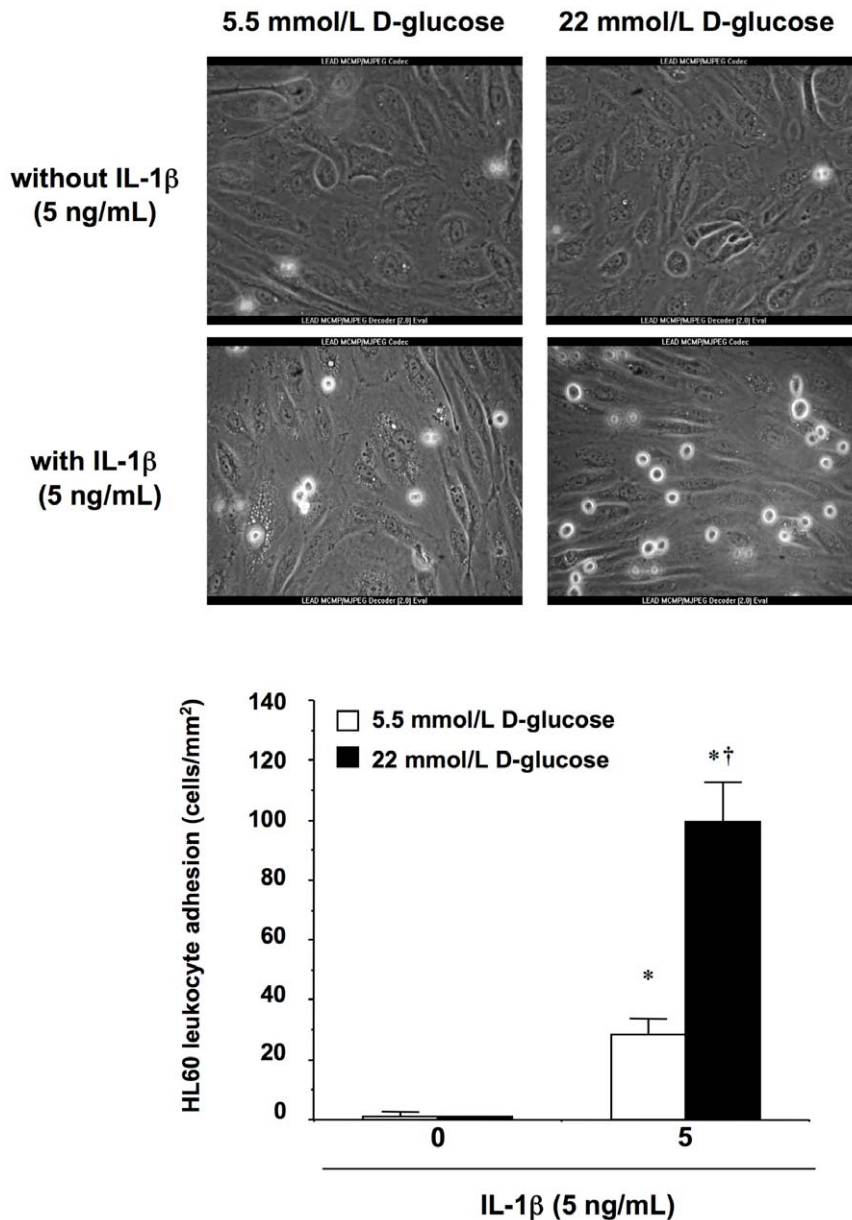 5.5 mmol/L D-glucose 22 mmol/L D-glucose
LEAD MCMP/MJPEG Codec LEAD MCMP/MJPEG Codec
without IL-1β
(5 ng/mL)
LEAD MCMP/MJPEG Decoder [2.0] Eval LEAD MCMP/MJPEG Decoder [2.0] Eval
LEAD MCMP/MJPEG Codec LEAD MCMP/MJPEG Codec
with IL-1β
(5 ng/mL)
LEAD MCMP/MJPEG Decoder [2.0] Eval LEAD MCMP/MJPEG Decoder [2.0] Eval
HL60 leukocyte adhesion (cells/mm²)
140
120
100
80
60
40
20
0
5.5 mmol/L D-glucose
22 mmol/L D-glucose
*†
*
0 5
IL-1β (5 ng/mL)